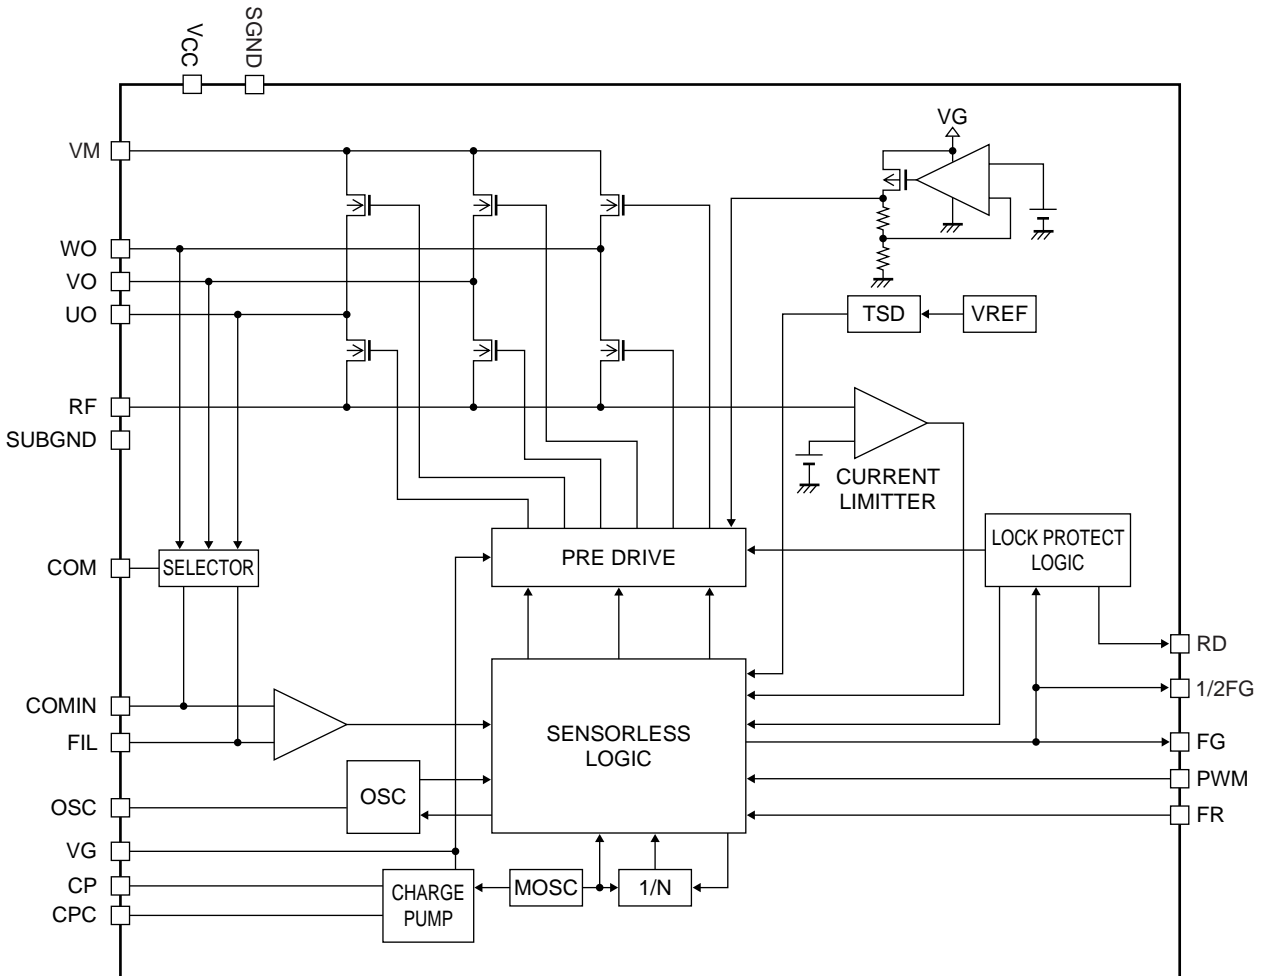 VCC
SGND
VG
VM
WO
VO
UO
TSD
VREF
RF
SUBGND
CURRENT
LIMITTER
LOCK PROTECT
LOGIC
PRE DRIVE
COM
SELECTOR
RD
1/2FG
COMIN
FIL
SENSORLESS
LOGIC
FG
PWM
OSC
OSC
FR
VG
CP
CHARGE
PUMP
MOSC
1/N
CPC